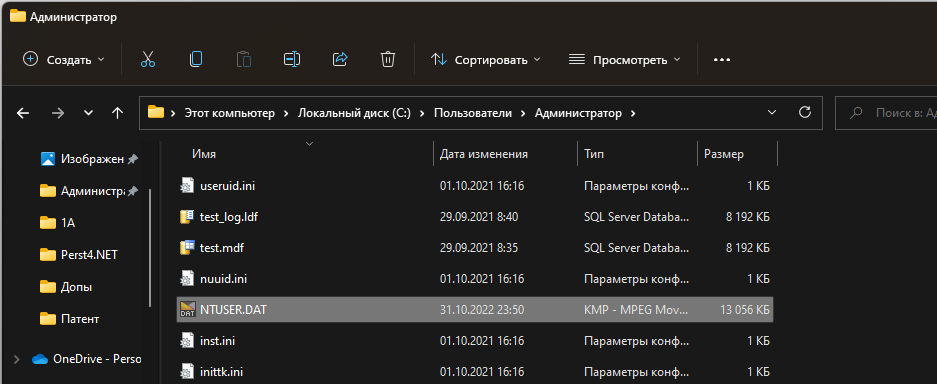 Администратор
Создать Сортировать Просмотреть
Этот компьютер Локальный диск (C:) Пользователи Администратор Поиск в: А
Имя Дата изменения Тип Размер
Изображен
Администра
1A
Perst4.NET
Допы
Патент
OneDrive - Perso
useruid.ini 01.10.2021 16:16 Параметры конф... 1 КБ
test_log.ldf 29.09.2021 8:40 SQL Server Databa... 8 192 КБ
test.mdf 29.09.2021 8:35 SQL Server Databa... 8 192 КБ
nuuid.ini 01.10.2021 16:16 Параметры конф... 1 КБ
DAT NTUSER.DAT 31.10.2022 23:50 KMP - MPEG Mov... 13 056 КБ
inst.ini 01.10.2021 16:16 Параметры конф... 1 КБ
inittk.ini 01.10.2021 16:16 Параметры конф... 1 КБ